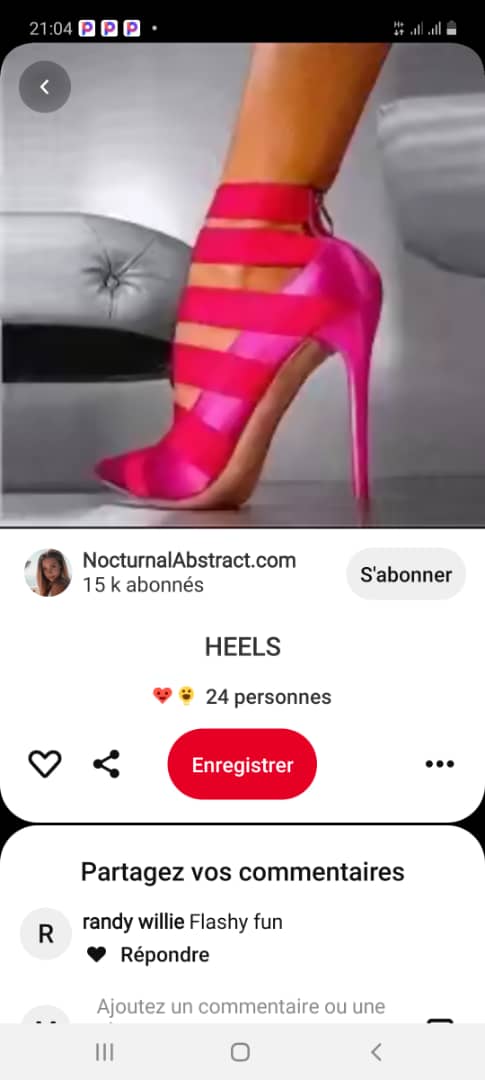 21:04
NocturnalAbstract.com
15 k abonnés
S'abonner
HEELS
24 personnes
Enregistrer
Partagez vos commentaires
R
randy willie Flashy fun
Répondre
Ajoutez un commentaire ou une